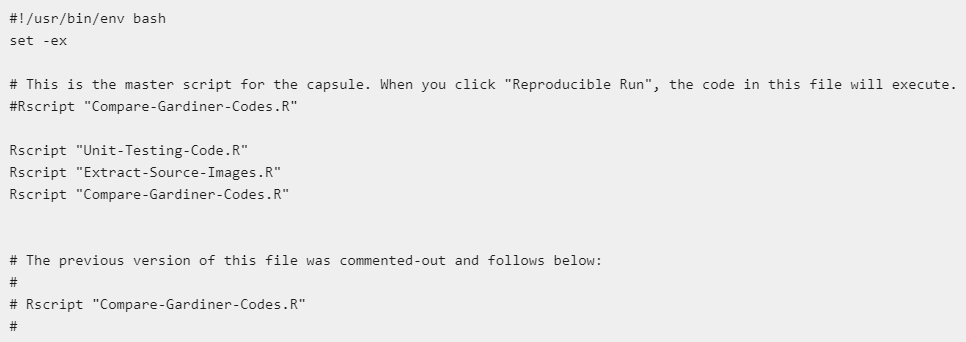 #!/usr/bin/env bash
set -ex
# This is the master script for the capsule. When you click "Reproducible Run", the code in this file will execute.
#Rscript "Compare-Gardiner-Codes.R"
Rscript "Unit-Testing-Code.R"
Rscript "Extract-Source-Images.R"
Rscript "Compare-Gardiner-Codes.R"
# The previous version of this file was commented-out and follows below:
#
# Rscript "Compare-Gardiner-Codes.R"
#